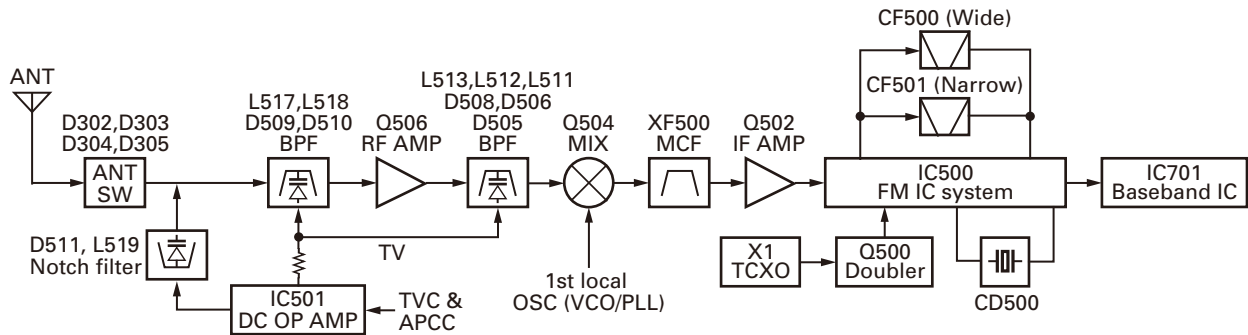 CF500 (Wide)
CF501 (Narrow)
ANT
D302,D303
D304,D305
ANT
SW
L517,L518
D509,D510
BPF
Q506
RF AMP
L513,L512,L511
D508,D506
D505
BPF
Q504
MIX
XF500
MCF
Q502
IF AMP
IC500
FM IC system
IC701
Baseband IC
D511, L519
Notch filter
TV
IC501
DC OP AMP
TVC &
APCC
1st local
OSC (VCO/PLL)
X1
TCXO
Q500
Doubler
CD500